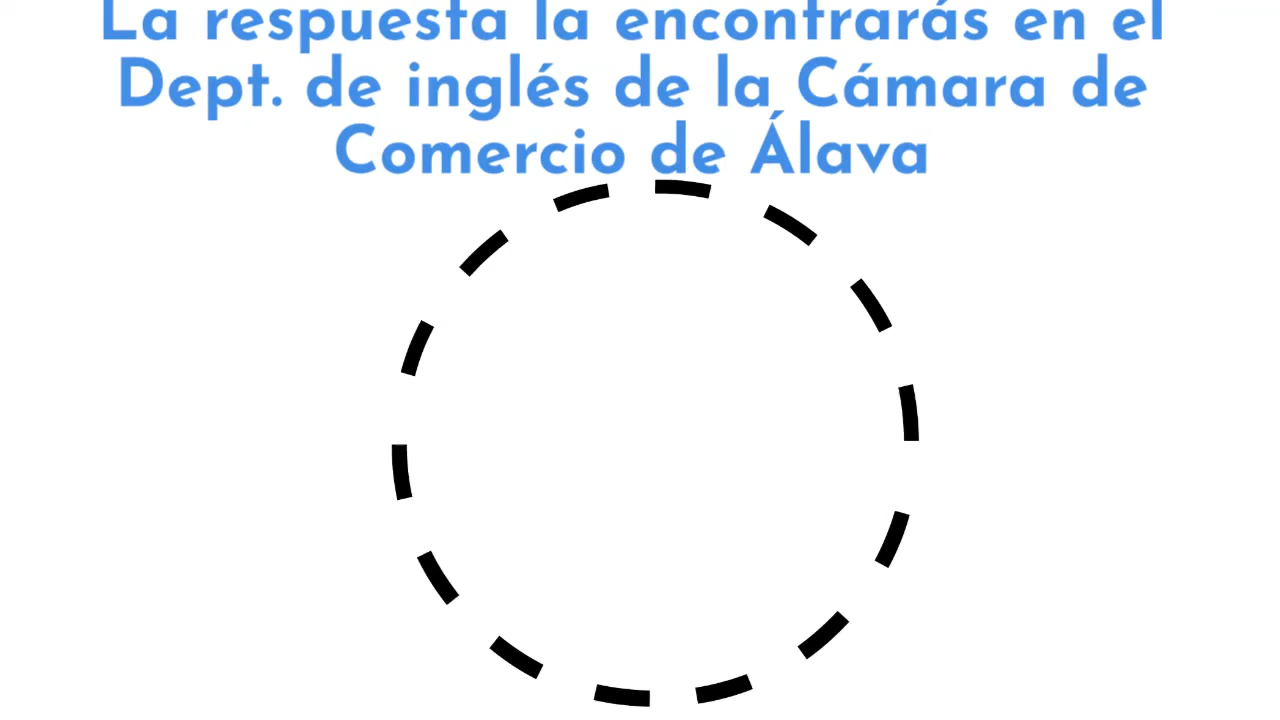 La respuesta la encontrarás en el
Dept. de inglés de la Cámara de
Comercio de Álava